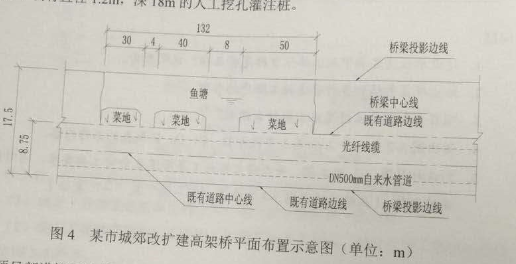 直径1.2m，深18m的人工挖孔灌注桩。
132
30 4 40 8 50
桥梁投影边线
鱼塘
桥梁中心线
既有道路边线
菜地 菜地 菜地
17.5
8.75
光纤线缆
DN500mm自来水管道
既有道路中心线 既有道路边线 桥梁投影边线
图4 某市城郊改扩建高架桥平面布置示意图（单位：m）